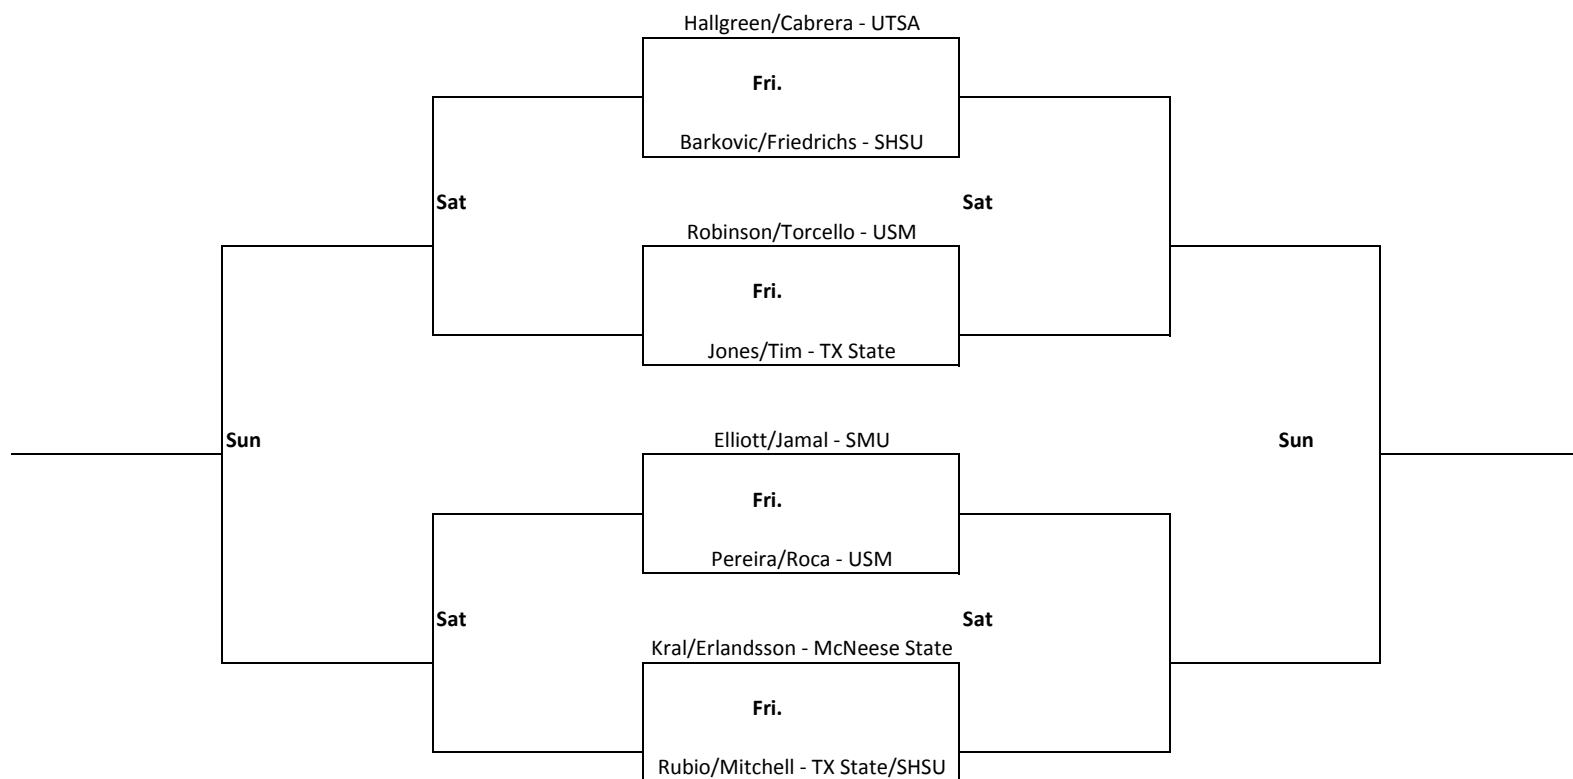 Hallgreen/Cabrera - UTSA
Fri.
Barkovic/Friedrichs - SHSU
Sat
Sat
Robinson/Torcello - USM
Fri.
Jones/Tim - TX State
Sun
Elliott/Jamal - SMU
Sun
Fri.
Pereira/Roca - USM
Sat
Sat
Kral/Erlandsson - McNeese State
Fri.
Rubio/Mitchell - TX State/SHSU